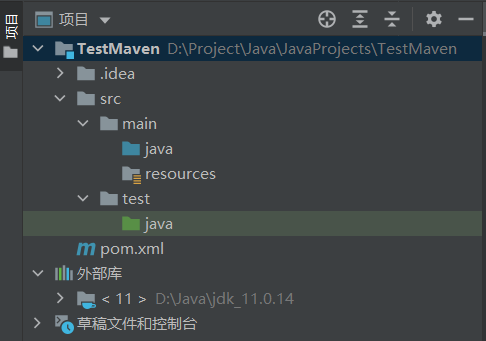 项目
项目
TestMaven D:\Project\Java\JavaProjects\TestMaven
.idea
src
main
java
resources
test
java
pom.xml
外部库
< 11 > D:\Java\jdk_11.0.14
草稿文件和控制台